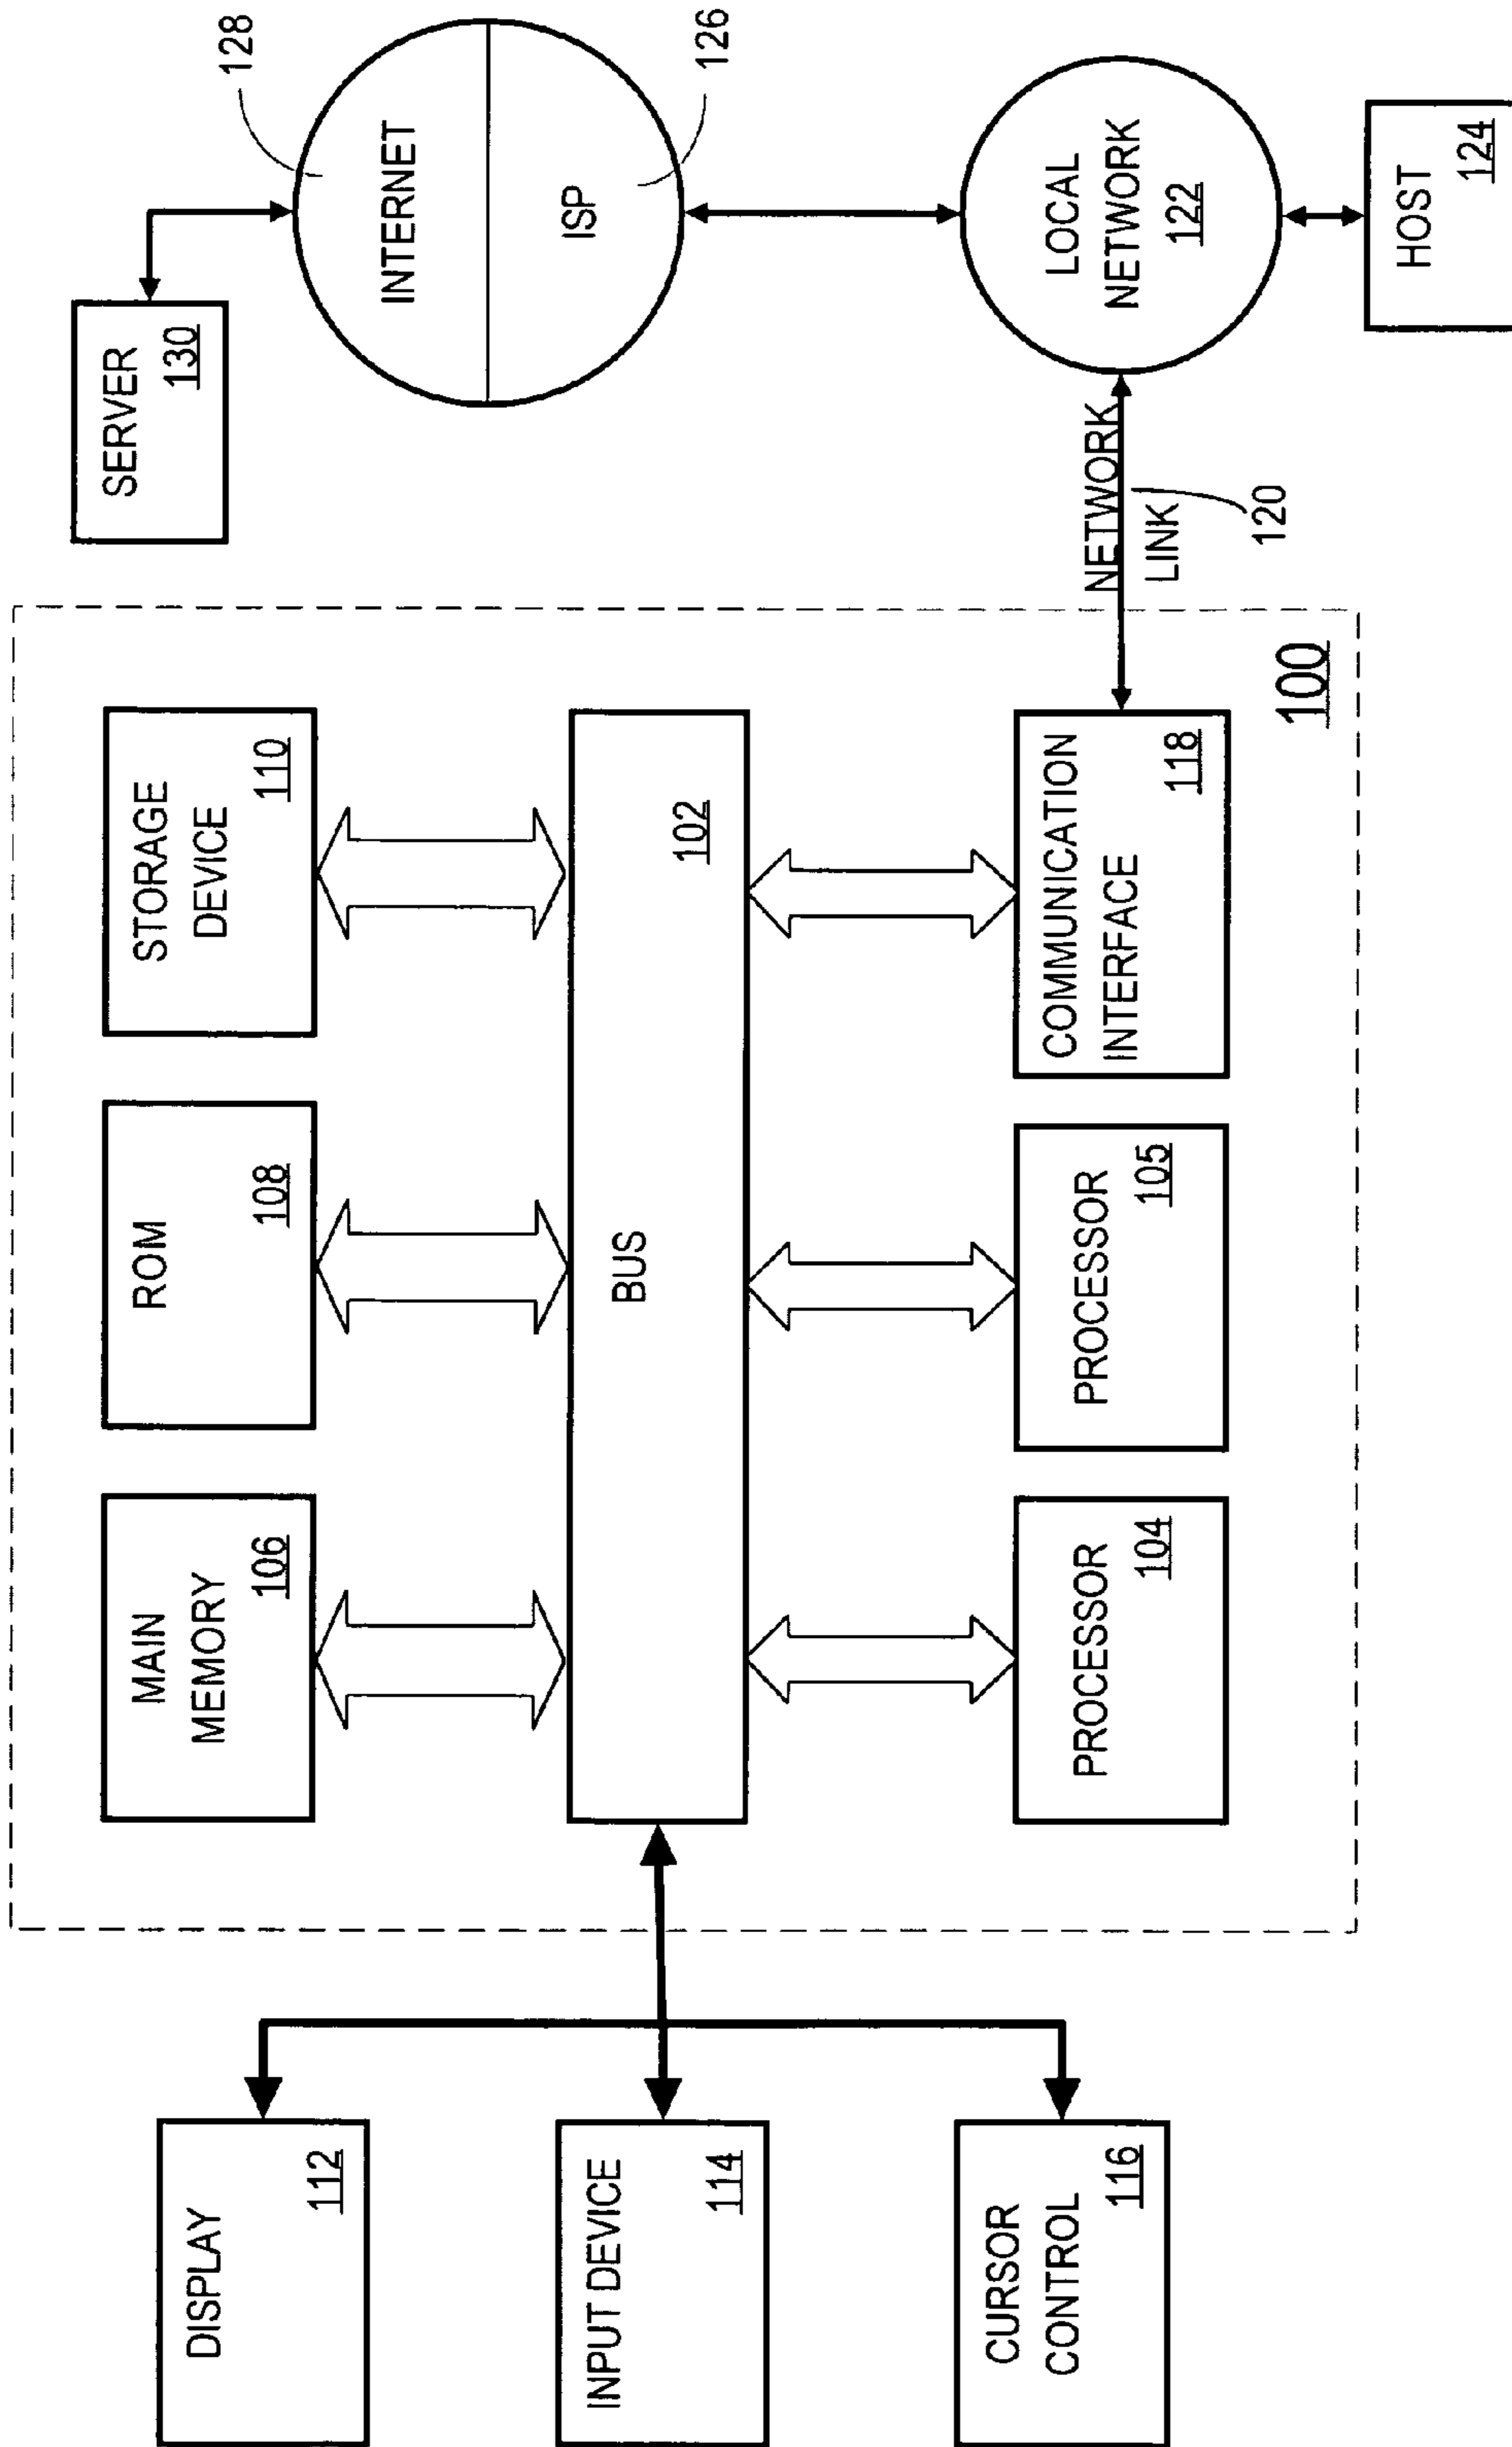 DISPLAY
112
INPUT DEVICE
114
CURSOR
CONTROL
116
MAIN
MEMORY
106
ROM
108
STORAGE
DEVICE
110
BUS
102
PROCESSOR
104
PROCESSOR
105
COMMUNICATION
INTERFACE
118
100
SERVER
130
128
INTERNET
ISP
126
NETWORK
LINK
120
LOCAL
NETWORK
122
HOST
124